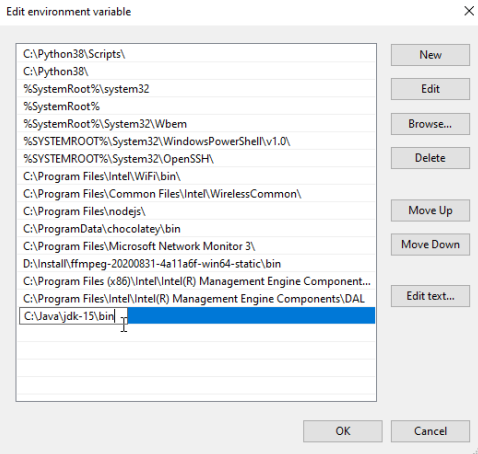 Edit environment variable
C:\Python38\Scripts\
New
C:\Python38\
%SystemRoot%\system32
Edit
%SystemRoot%
%SystemRoot%\System32\Wbem
Browse...
%SYSTEMROOT%\System32\WindowsPowerShell\v1.0\
%SYSTEMROOT%\System32\OpenSSH\
Delete
C:\Program Files\Intel\WiFi\bin\
C:\Program Files\Common Files\Intel\WirelessCommon\
C:\Program Files\nodejs\
Move Up
C:\ProgramData\chocolatey\bin
C:\Program Files\Microsoft Network Monitor 3\
Move Down
D:\Install\ffmpeg-20200831-4a11a6f-win64-static\bin
C:\Program Files (x86)\Intel\Intel(R) Management Engine Component...
C:\Program Files\Intel\Intel(R) Management Engine Components\DAL
Edit text...
C:\Java\jdk-15\bin
OK
Cancel